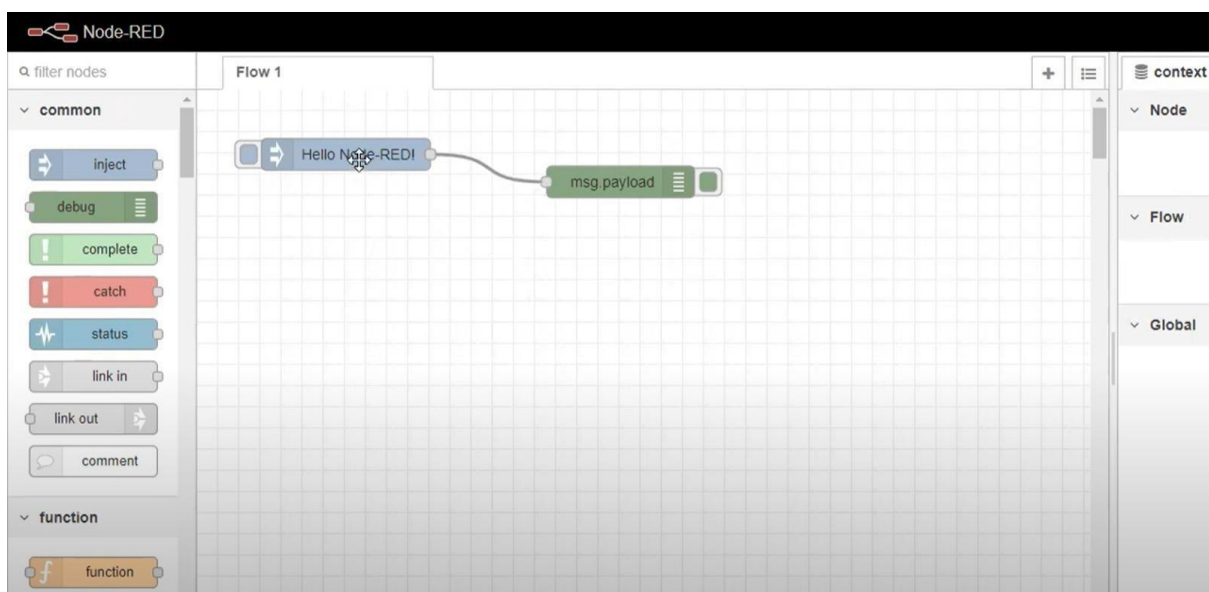 Node-RED
filter nodes
Flow 1
context
common
Node
Hello Node-RED!
inject
msg.payload
debug
Flow
complete
catch
Global
status
link in
link out
comment
function
function